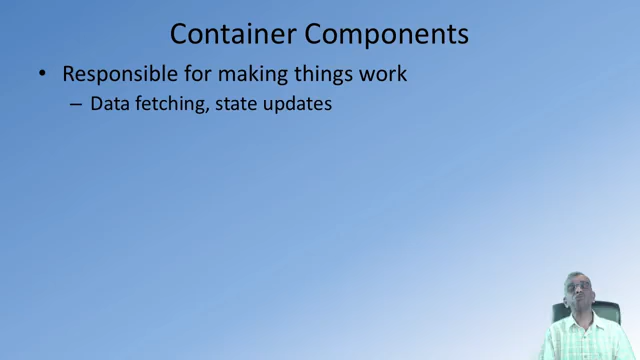 Container Components
• Responsible for making things work
– Data fetching, state updates